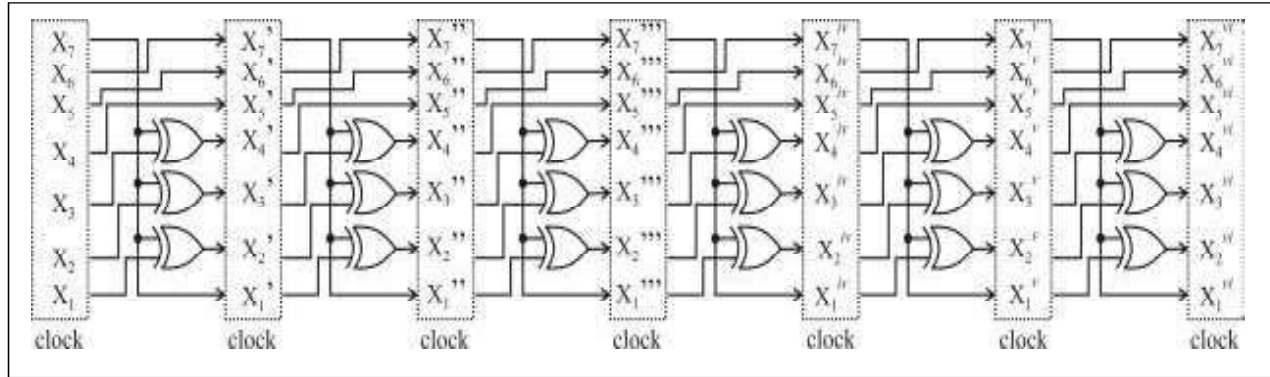 X7 X7' X7'' X7''' X7iv X7v X7vi
X6 X6' X6'' X6''' X6iv X6v X6vi
X5 X5' X5'' X5''' X5iv X5v X5vi
X4 X4' X4'' X4''' X4iv X4v X4vi
X3 X3' X3'' X3''' X3iv X3v X3vi
X2 X2' X2'' X2''' X2iv X2v X2vi
X1 X1' X1'' X1''' X1iv X1v X1vi
clock clock clock clock clock clock clock